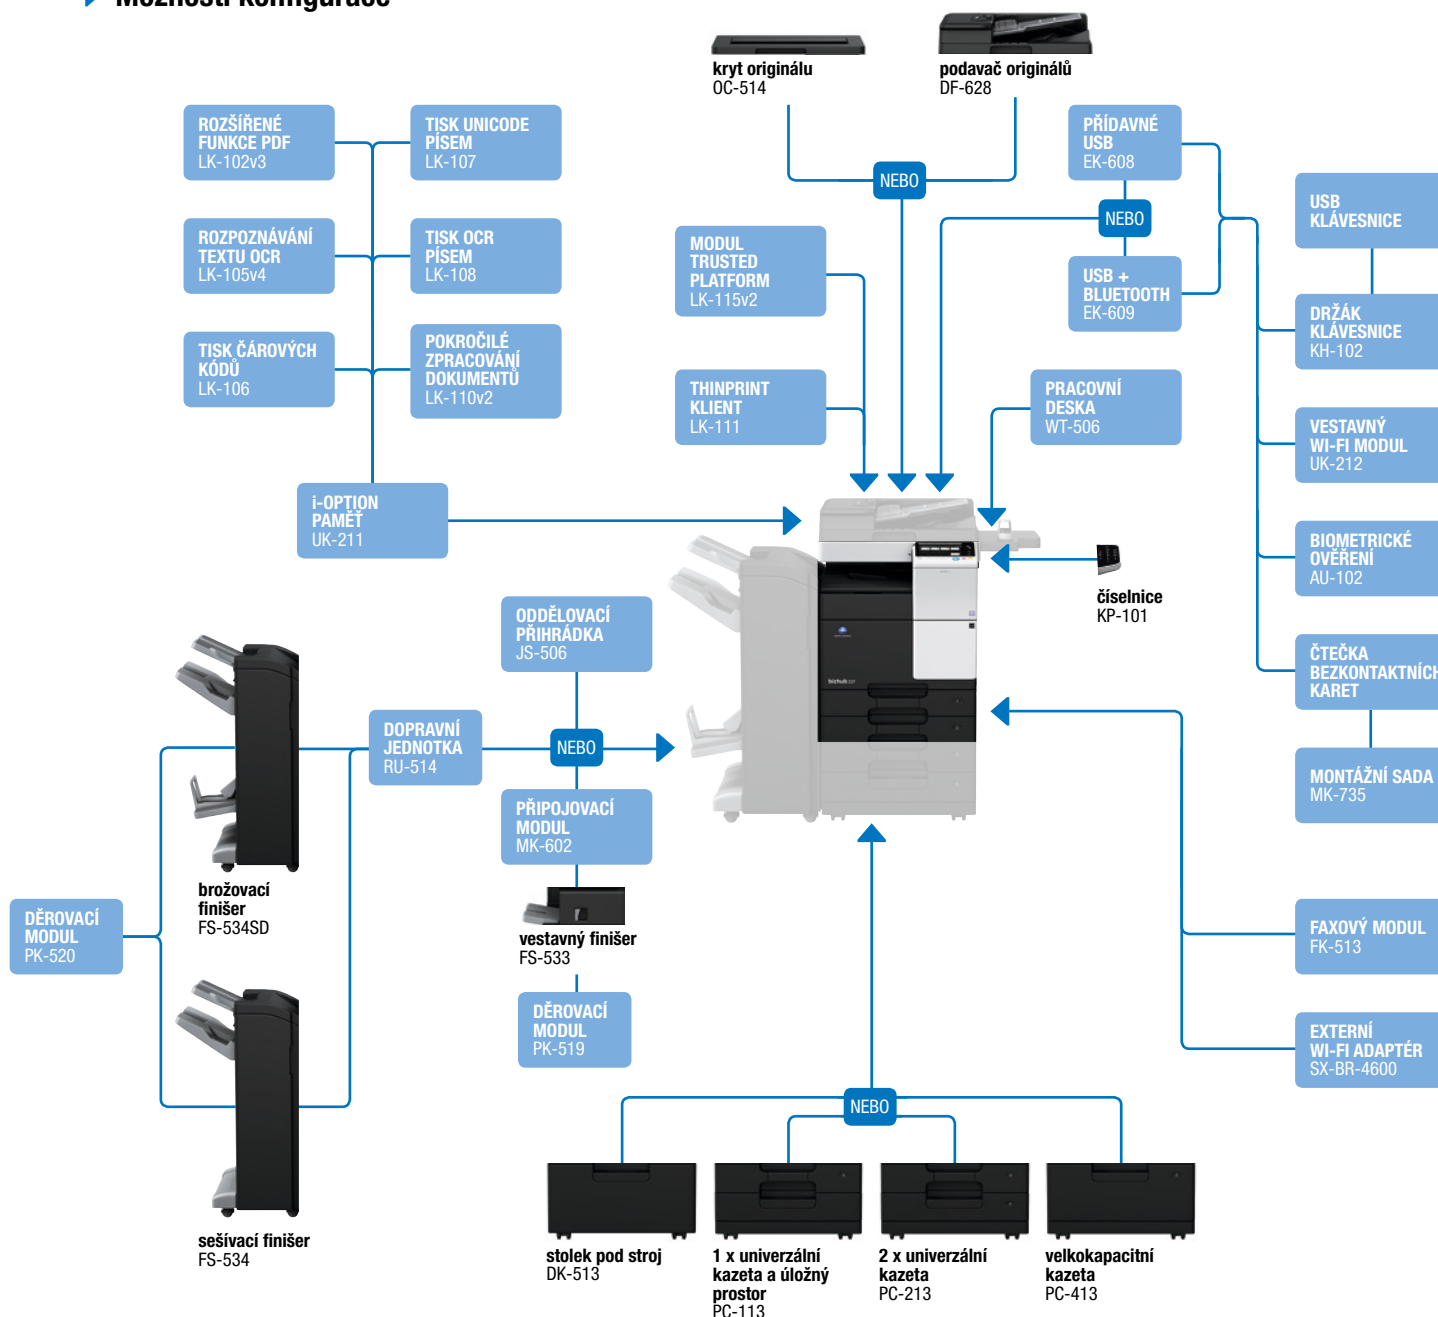 Možnosti konfigurace
kryt originálu
OC-514
podavač originálů
DF-628
ROZŠÍŘENÉ
FUNKCE PDF
LK-102v3
TISK UNICODE
PÍSEM
LK-107
PŘÍDAVNÉ
USB
EK-608
NEBO
USB
KLÁVESNICE
ROZPOZNÁVÁNÍ
TEXTU OCR
LK-105v4
TISK OCR
PÍSEM
LK-108
MODUL
TRUSTED
PLATFORM
LK-115v2
NEBO
USB +
BLUETOOTH
EK-609
DRŽÁK
KLÁVESNICE
KH-102
TISK ČÁROVÝCH
KÓDŮ
LK-106
POKROČILÉ
ZPRACOVÁNÍ
DOKUMENTŮ
LK-110v2
THINPRINT
KLIENT
LK-111
PRACOVNÍ
DESKA
WT-506
VESTAVNÝ
WI-FI MODUL
UK-212
i-OPTION
PAMĚŤ
UK-211
BIOMETRICKÉ
OVĚŘENÍ
AU-102
číselnice
KP-101
ODDĚLOVACÍ
PŘIHRÁDKA
JS-506
ČTEČKA
BEZKONTAKTNÍCH
KARET
bizhub
DOPRAVNÍ
JEDNOTKA
RU-514
NEBO
MONTÁŽNÍ SADA
MK-735
PŘIPOJOVACÍ
MODUL
MK-602
brožovací
finišer
FS-534SD
DĚROVACÍ
MODUL
PK-520
vestavný finišer
FS-533
FAXOVÝ MODUL
FK-513
DĚROVACÍ
MODUL
PK-519
EXTERNÍ
WI-FI ADAPTÉR
SX-BR-4600
NEBO
sešívací finišer
FS-534
stolek pod stroj
DK-513
1 x univerzální
kazeta a úložný
prostor
PC-113
2 x univerzální
kazeta
PC-213
velkokapacitní
kazeta
PC-413